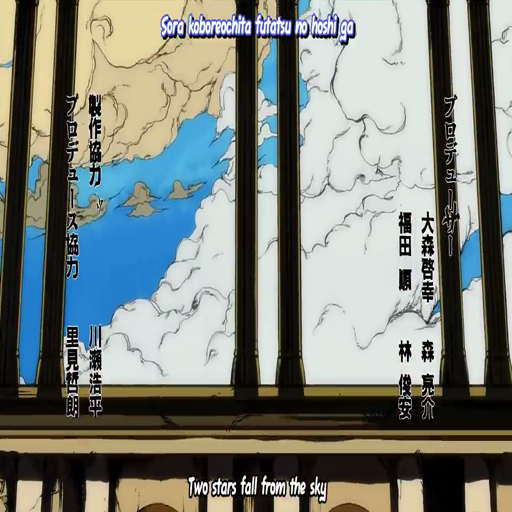 Sora koboreochita futatsu no hoshi ga
プロデューサー
大森啓幸 森 亮介
福田 順 林 俊安
製作協力
川瀬浩平
プロデュース協力 里見哲朗
Two stars fall from the sky